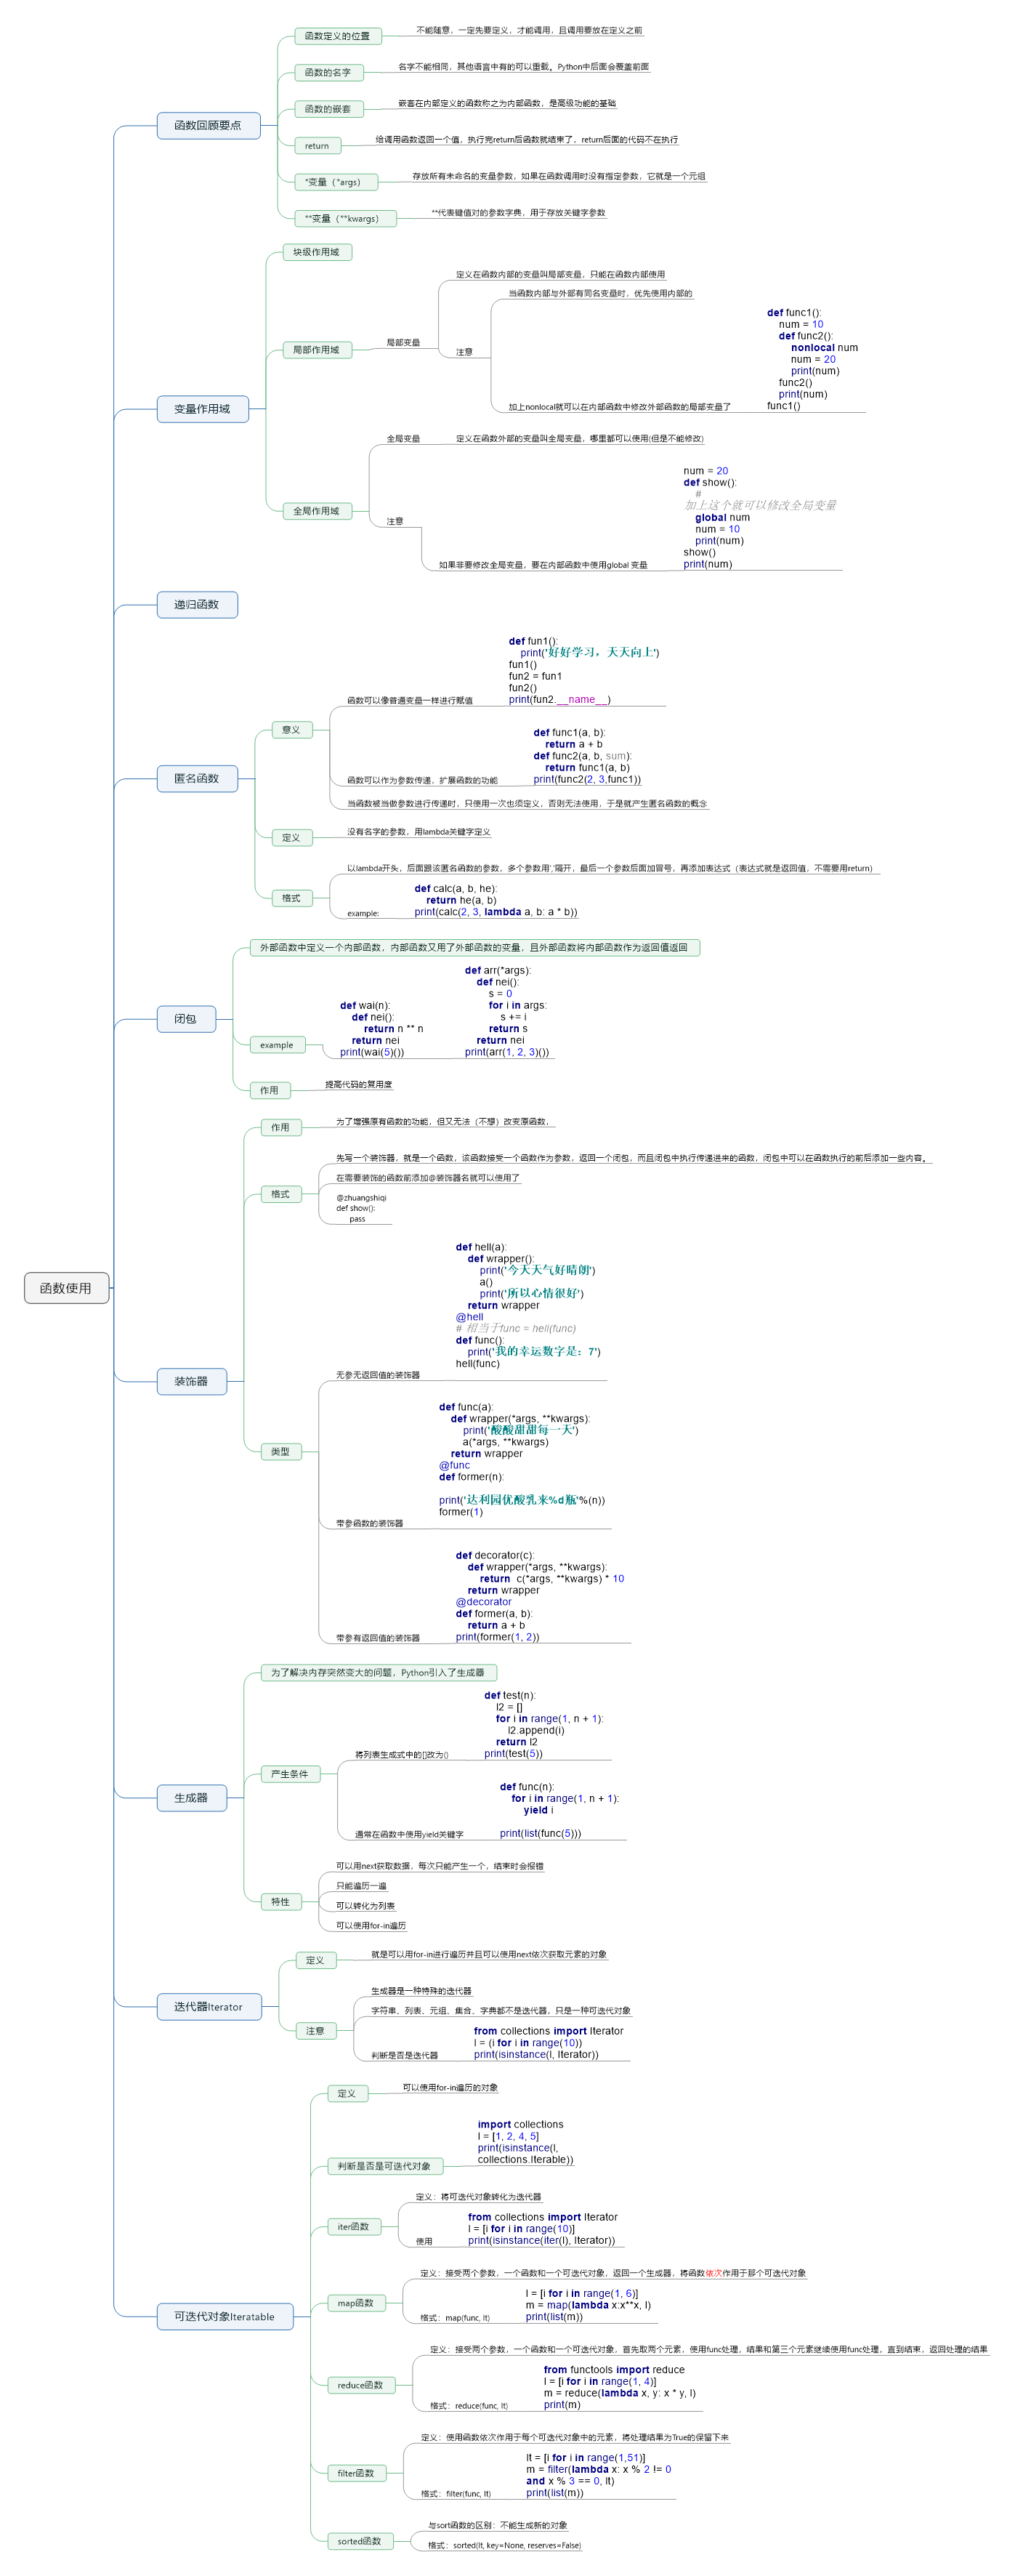 函数使用
函数回顾要点
函数定义的位置
不能随意，一定先要定义，才能调用，且调用要放在定义之前
函数的名字
名字不能相同，其他语言中有的可以重载。Python中后面会覆盖前面
函数的嵌套
嵌套在内部定义的函数称之为内部函数，是高级功能的基础
return
给调用函数返回一个值，执行完return后函数就结束了，return后面的代码不在执行
*变量（*args）
存放所有未命名的变量参数，如果在函数调用时没有指定参数，它就是一个元组
**变量（**kwargs）
**代表键值对的参数字典，用于存放关键字参数
变量作用域
块级作用域
局部作用域
局部变量
定义在函数内部的变量叫局部变量，只能在函数内部使用
注意
当函数内部与外部有同名变量时，优先使用内部的
加上nonlocal就可以在内部函数中修改外部函数的局部变量了
def func1():
num = 10
def func2():
nonlocal num
num = 20
print(num)
func2()
print(num)
func1()
全局作用域
全局变量
定义在函数外部的变量叫全局变量，哪里都可以使用(但是不能修改)
注意
如果非要修改全局变量，要在内部函数中使用global 变量
num = 20
def show():
#
加上这个就可以修改全局变量
global num
num = 10
print(num)
show()
print(num)
递归函数
匿名函数
意义
函数可以像普通变量一样进行赋值
def fun1():
print('好好学习，天天向上')
fun1()
fun2 = fun1
fun2()
print(fun2.__name__)
函数可以作为参数传递，扩展函数的功能
def func1(a, b):
return a + b
def func2(a, b, sum):
return func1(a, b)
print(func2(2, 3,func1))
当函数被当做参数进行传递时，只使用一次也须定义，否则无法使用，于是就产生匿名函数的概念
定义
没有名字的参数，用lambda关键字定义
格式
以lambda开头，后面跟该匿名函数的参数，多个参数用','隔开，最后一个参数后面加冒号，再添加表达式（表达式就是返回值，不需要用return）
example:
def calc(a, b, he):
return he(a, b)
print(calc(2, 3, lambda a, b: a * b))
闭包
外部函数中定义一个内部函数，内部函数又用了外部函数的变量，且外部函数将内部函数作为返回值返回
example
def wai(n):
def nei():
return n ** n
return nei
print(wai(5)())
def arr(*args):
def nei():
s = 0
for i in args:
s += i
return s
return nei
print(arr(1, 2, 3)())
作用
提高代码的复用度
装饰器
作用
为了增强原有函数的功能，但又无法（不想）改变原函数，
格式
先写一个装饰器，就是一个函数，该函数接受一个函数作为参数，返回一个闭包，而且闭包中执行传递进来的函数，闭包中可以在函数执行的前后添加一些内容。
在需要装饰的函数前添加@装饰器名就可以使用了
@zhuangshiqi
def show():
pass
类型
无参无返回值的装饰器
def hell(a):
def wrapper():
print('今天天气好晴朗')
a()
print('所以心情很好')
return wrapper
@hell
# 相当于func = hell(func)
def func():
print('我的幸运数字是：7')
hell(func)
带参函数的装饰器
def func(a):
def wrapper(*args, **kwargs):
print('酸酸甜甜每一天')
a(*args, **kwargs)
return wrapper
@func
def former(n):
print('达利园优酸乳来%d瓶'%(n))
former(1)
带参有返回值的装饰器
def decorator(c):
def wrapper(*args, **kwargs):
return c(*args, **kwargs) * 10
return wrapper
@decorator
def former(a, b):
return a + b
print(former(1, 2))
生成器
为了解决内存突然变大的问题，Python引入了生成器
产生条件
将列表生成式中的[]改为()
def test(n):
l2 = []
for i in range(1, n + 1):
l2.append(i)
return l2
print(test(5))
通常在函数中使用yield关键字
def func(n):
for i in range(1, n + 1):
yield i
print(list(func(5)))
特性
可以用next获取数据，每次只能产生一个，结束时会报错
只能遍历一遍
可以转化为列表
可以使用for-in遍历
迭代器Iterator
定义
就是可以用for-in进行遍历并且可以使用next依次获取元素的对象
注意
生成器是一种特殊的迭代器
字符串、列表、元组、集合、字典都不是迭代器，只是一种可迭代对象
判断是否是迭代器
from collections import Iterator
l = (i for i in range(10))
print(isinstance(l, Iterator))
可迭代对象Iteratable
定义
可以使用for-in遍历的对象
判断是否是可迭代对象
import collections
l = [1, 2, 4, 5]
print(isinstance(l,
collections.Iterable))
iter函数
定义：将可迭代对象转化为迭代器
使用
from collections import Iterator
l = [i for i in range(10)]
print(isinstance(iter(l), Iterator))
map函数
定义：接受两个参数，一个函数和一个可迭代对象，返回一个生成器，将函数依次作用于那个可迭代对象
格式：map(func, lt)
l = [i for i in range(1, 6)]
m = map(lambda x:x**x, l)
print(list(m))
reduce函数
定义：接受两个参数，一个函数和一个可迭代对象，首先取两个元素，使用func处理，结果和第三个元素继续使用func处理，直到结束，返回处理的结果
格式：reduce(func, lt)
from functools import reduce
l = [i for i in range(1, 4)]
m = reduce(lambda x, y: x * y, l)
print(m)
filter函数
定义：使用函数依次作用于每个可迭代对象中的元素，将处理结果为True的保留下来
格式：filter(func, lt)
lt = [i for i in range(1,51)]
m = filter(lambda x: x % 2 != 0
and x % 3 == 0, lt)
print(list(m))
sorted函数
与sort函数的区别：不能生成新的对象
格式：sorted(lt, key=None, reserves=False)